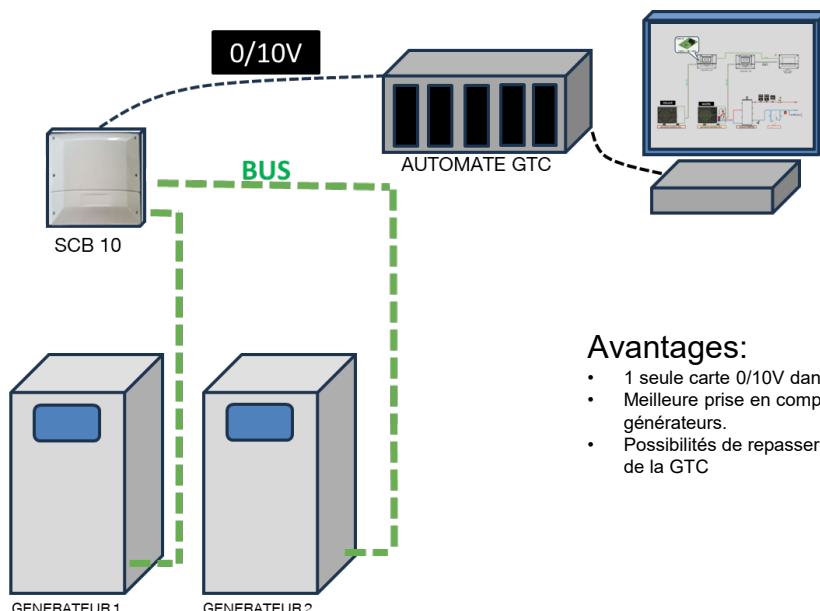 0/10V
AUTOMATE GTC
BUS
SCB 10
Avantages:
• 1 seule carte 0/10V dan
• Meilleure prise en comp
générateurs.
• Possibilités de repasser
de la GTC
GENERATEUR 1
GENERATEUR 2